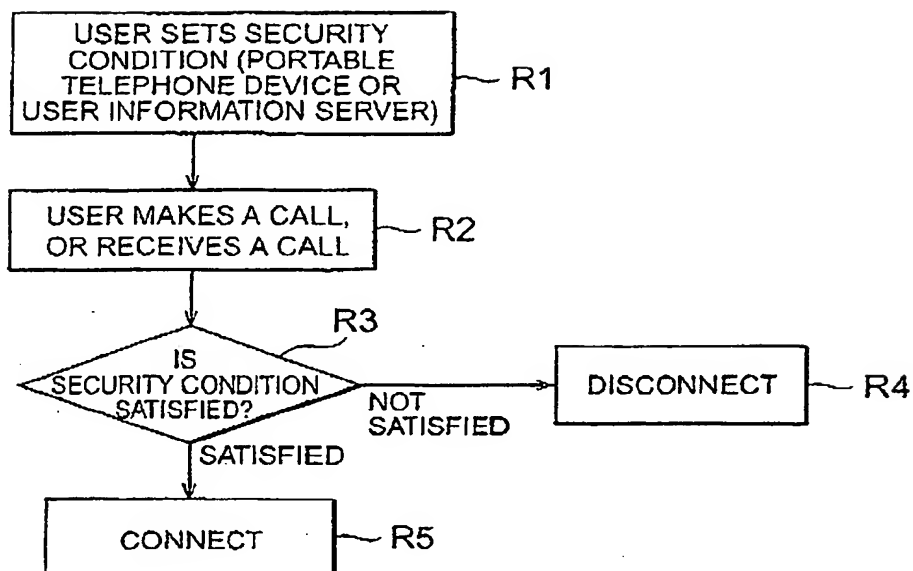 USER SETS SECURITY
CONDITION (PORTABLE
TELEPHONE DEVICE OR
USER INFORMATION SERVER)
R1
USER MAKES A CALL,
OR RECEIVES A CALL
R2
R3
IS
SECURITY CONDITION
SATISFIED?
NOT
SATISFIED
DISCONNECT
R4
SATISFIED
CONNECT
R5